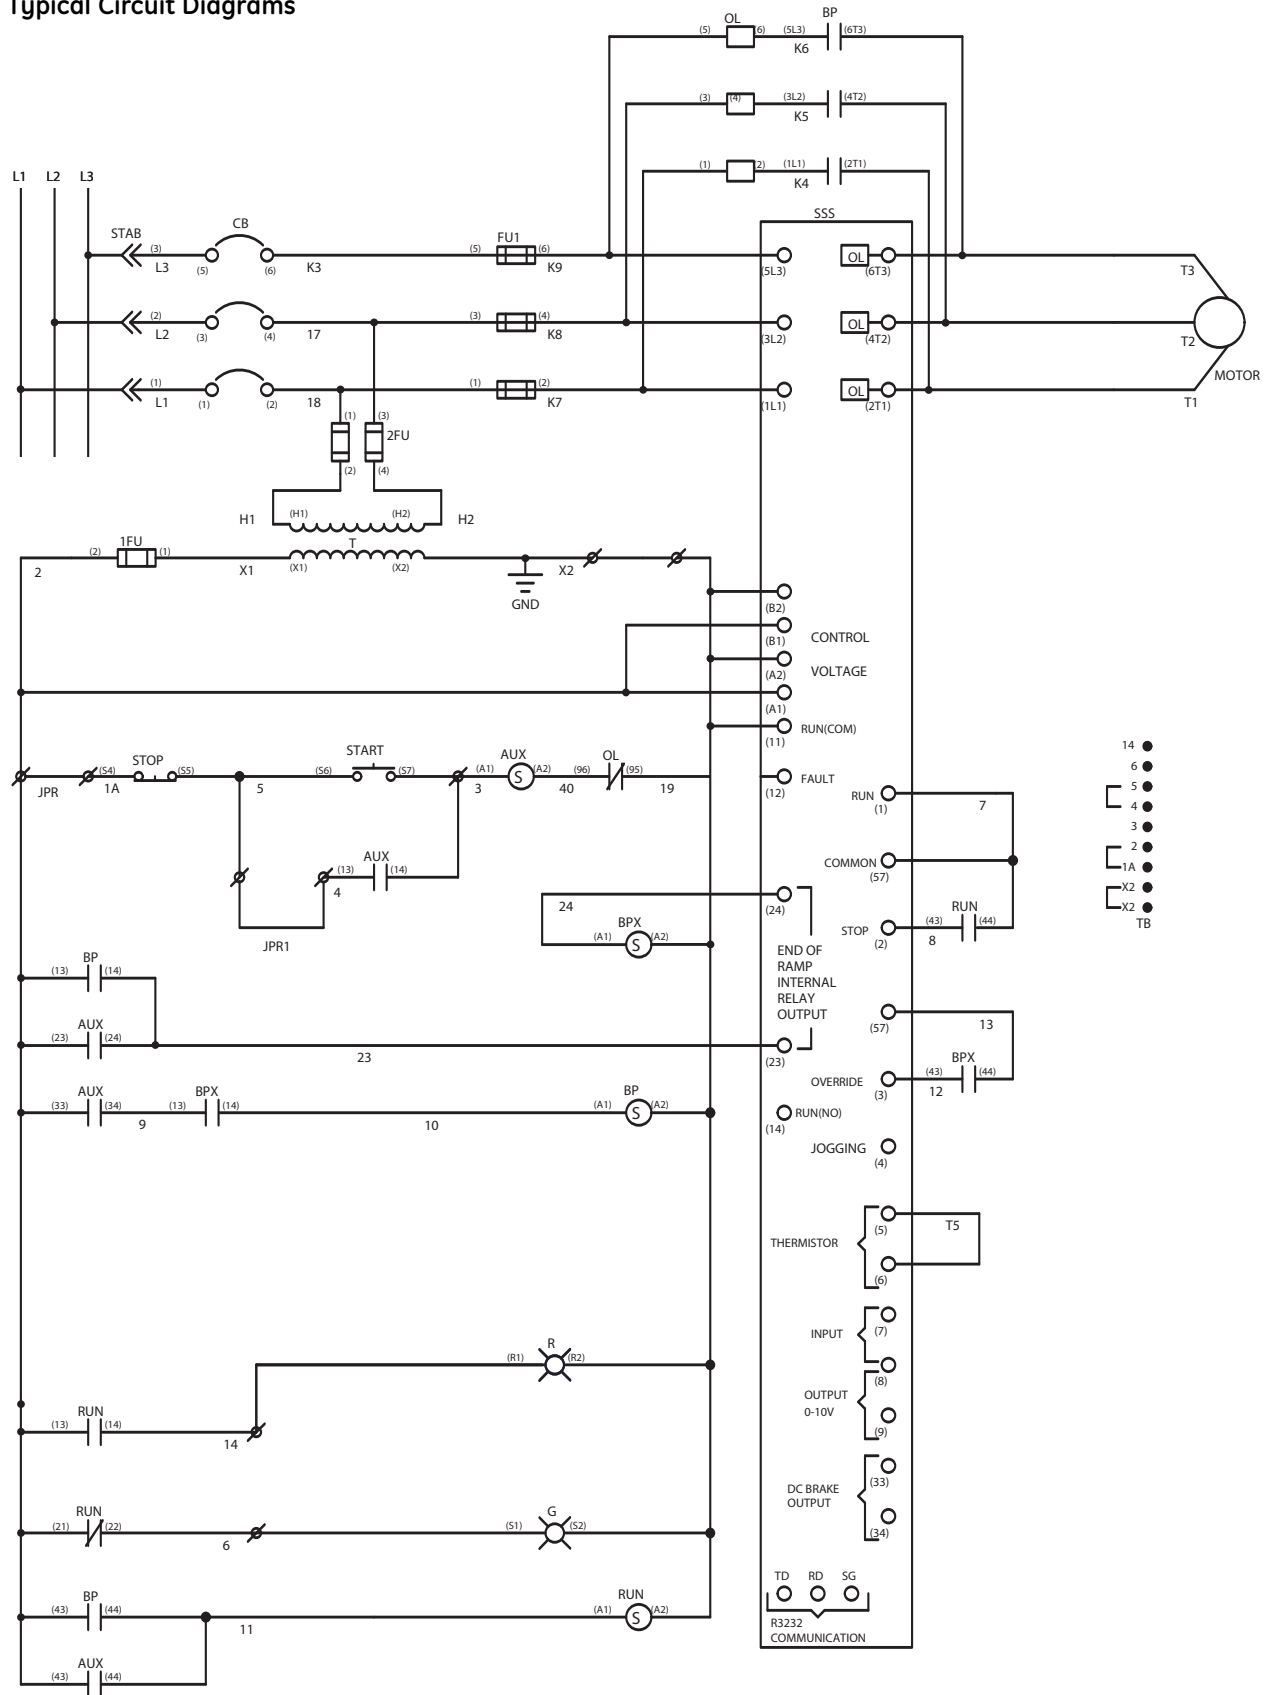 Typical Circuit Diagrams
OL BP
(5) (6) (5L3) (6T3)
K6
(3) (4) (3L2) (4T2)
K5
(1) (2) (1L1) (2T1)
K4
L1 L2 L3
SSS
STAB CB FU1
(3) (5) (6)
L3 (5) (6) K3 K9 (5L3) OL (6T3) T3
(2) (3) (4)
L2 (3) (4) 17 K8 (3L2) OL (4T2) T2
MOTOR
(1) (1) (2)
L1 (1) (2) 18 K7 (1L1) OL (2T1) T1
(1) (3)
2FU
(2) (4)
H1 (H1) (H2) H2
1FU T
(2) (1)
2 X1 (X1) (X2) X2
GND
(B2)
(B1) CONTROL
(A2) VOLTAGE
(A1)
RUN(COM)
(11)
STOP START AUX OL
(S4) (S5) (S6) (S7) (A1) S (A2) (96) (95) FAULT
JPR 1A 5 3 40 19 (12)
RUN 7
(1)
AUX
(13) (14)
4
COMMON
(57)
JPR1
24 (24)
BPX
(A1) S (A2)
RUN
STOP (43) (44)
(2) 8
END OF
RAMP
INTERNAL
RELAY
OUTPUT
14
6
5
4
3
2
1A
X2
X2
TB
BP
(13) (14)
AUX
(23) (24)
23 (23)
(57) 13
BPX
OVERRIDE (43) (44)
(3) 12
AUX BPX BP
(33) (34) (13) (14) (A1) S (A2)
9 10
RUN(NO)
(14)
JOGGING
(4)
(5) T5
THERMISTOR
(6)
INPUT (7)
(8)
OUTPUT
0-10V
(9)
R
(R1) (R2)
RUN
(13) (14)
14
(33)
DC BRAKE
OUTPUT
(34)
RUN G
(21) (22) (S1) (S2)
6
TD RD SG
BP RUN
(43) (44) (A1) S (A2)
11
R3232
COMMUNICATION
AUX
(43) (44)